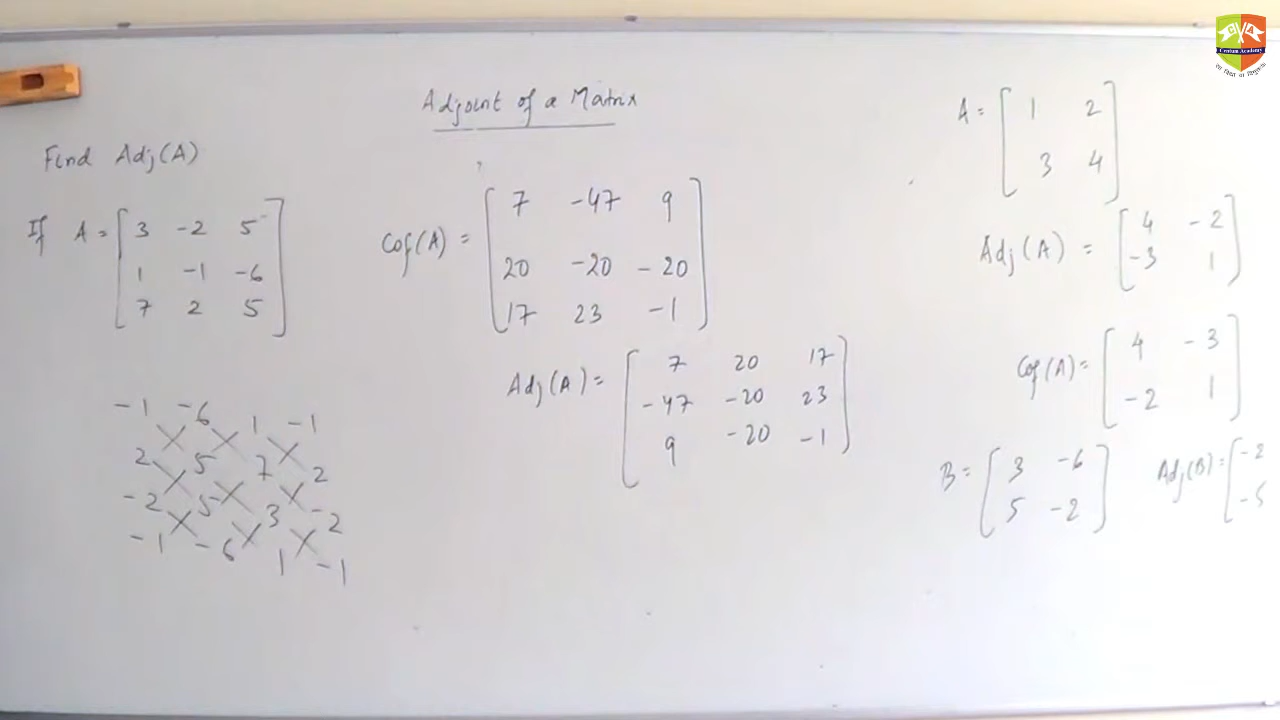 Adjoint of a Matrix
Find Adj(A)
If A = [3 -2 5
1 -1 -6
7 2 5]
-1 -6 1 -1
2 5 7 2
-2 5 3 -2
-1 -6 1 -1
Cof(A) = [7 -47 9
20 -20 -20
17 23 -1]
Adj(A) = [7 20 17
-47 -20 23
9 -20 -1]
A = [1 2
3 4]
Adj(A) = [4 -2
-3 1]
Cof(A) = [4 -3
-2 1]
B = [3 -6
5 -2]
Adj(B) = [-2
-5
Centum Academy